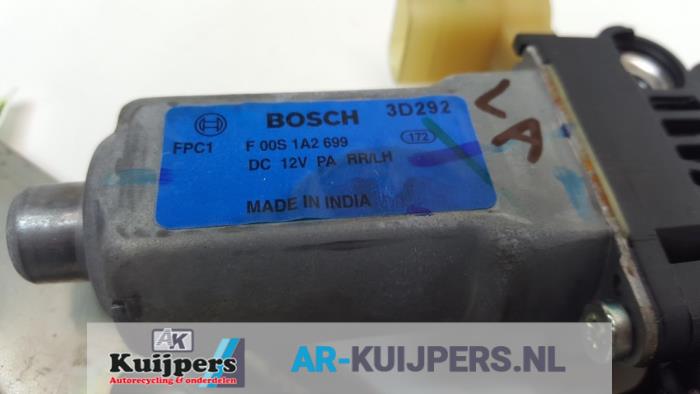 BOSCH 3D292
FPC1 F 00S 1A2 699 172
DC 12V PA RR/LH
MADE IN INDIA
LA
AK
Kuijpers
Autorecycling & onderdelen
AR-KUIJPERS.NL